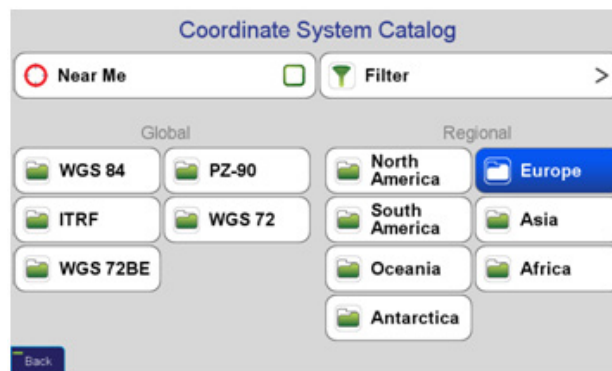 Coordinate System Catalog
Near Me
Filter
Global
Regional
WGS 84
PZ-90
North
America
Europe
ITRF
WGS 72
South
America
Asia
WGS 72BE
Oceania
Africa
Antarctica
Back